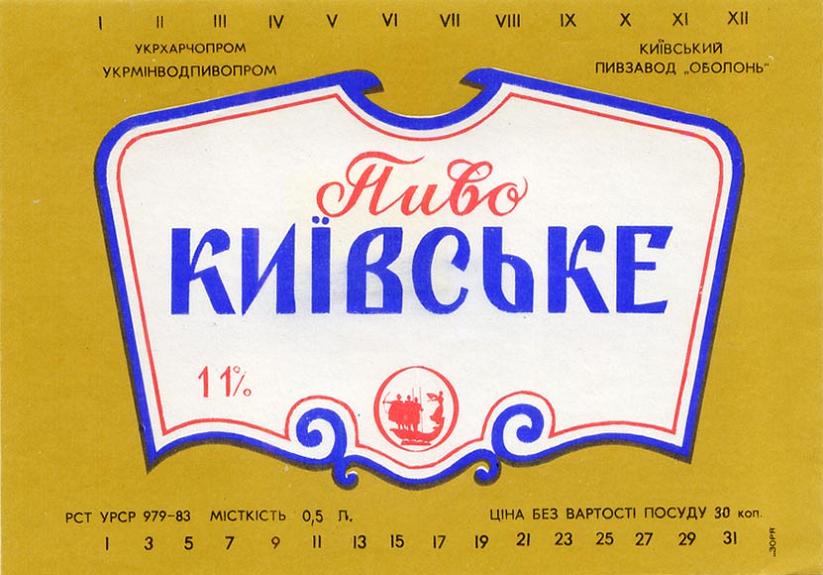 I II III IV V VI VII VIII IX X XI XII
УКРХАРЧОПРОМ
УКРМІНВОДПИВОПРОМ
КИЇВСЬКИЙ
ПИВЗАВОД „ОБОЛОНЬ"
Пиво
КИЇВСЬКЕ
11%
РСТ УРСР 979-83 МІСТКІСТЬ 0,5 Л.
ЦІНА БЕЗ ВАРТОСТІ ПОСУДУ 30 коп.
1 3 5 7 9 11 13 15 17 19 21 23 25 27 29 31
„ЗОРЯ"